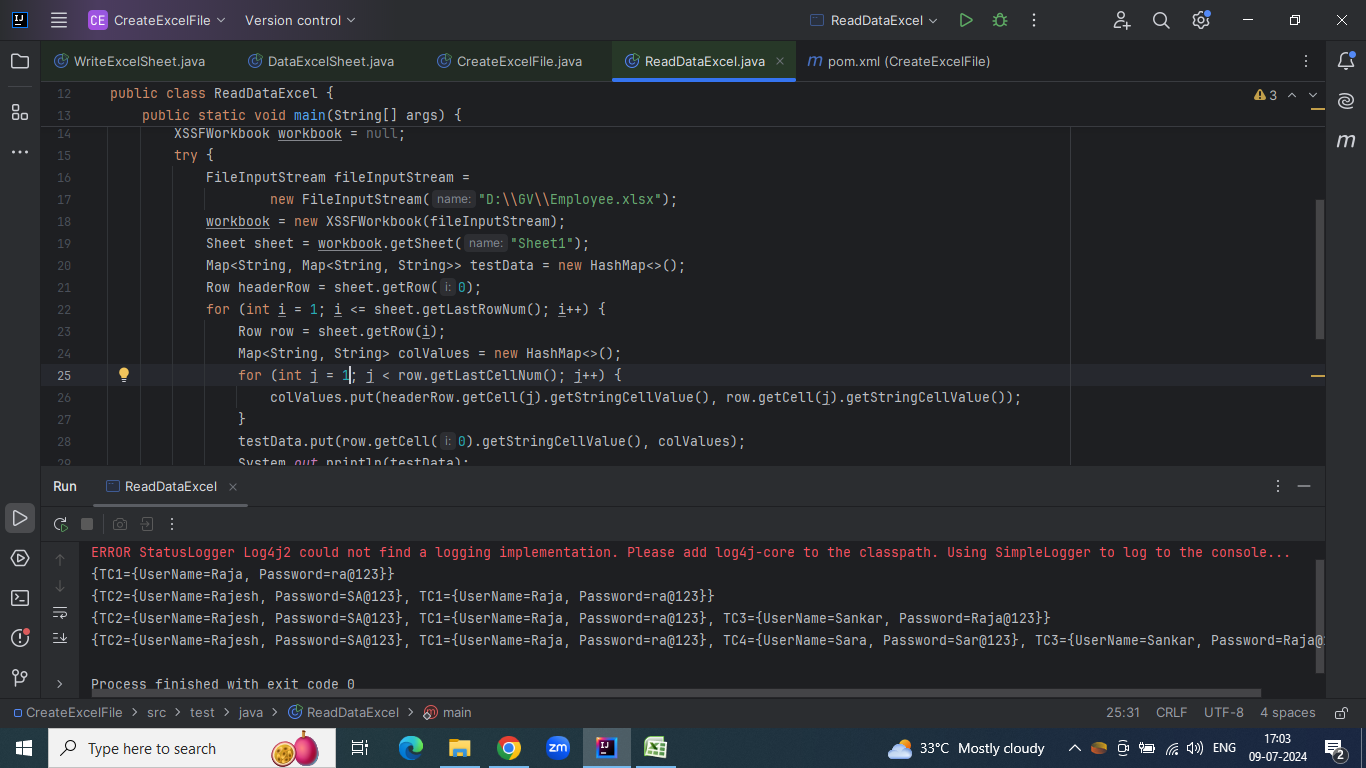 CE CreateExcelFile Version control ReadDataExcel
WriteExcelSheet.java DataExcelSheet.java CreateExcelFile.java ReadDataExcel.java m pom.xml (CreateExcelFile)
12 public class ReadDataExcel {
13 public static void main(String[] args) {
3
14 XSSFWorkbook workbook = null;
15 try {
16 FileInputStream fileInputStream =
17 new FileInputStream( name: "D:\\GV\\Employee.xlsx");
18 workbook = new XSSFWorkbook(fileInputStream);
19 Sheet sheet = workbook.getSheet( name: "Sheet1");
20 Map<String, Map<String, String>> testData = new HashMap<>();
21 Row headerRow = sheet.getRow( i: 0);
22 for (int i = 1; i <= sheet.getLastRowNum(); i++) {
23 Row row = sheet.getRow(i);
24 Map<String, String> colValues = new HashMap<>();
25 for (int j = 1; j < row.getLastCellNum(); j++) {
26 colValues.put(headerRow.getCell(j).getStringCellValue(), row.getCell(j).getStringCellValue());
27 }
28 testData.put(row.getCell( i: 0).getStringCellValue(), colValues);
29 System.out.println(testData);
Run ReadDataExcel
ERROR StatusLogger Log4j2 could not find a logging implementation. Please add log4j-core to the classpath. Using SimpleLogger to log to the console...
{TC1={UserName=Raja, Password=ra@123}}
{TC2={UserName=Rajesh, Password=SA@123}, TC1={UserName=Raja, Password=ra@123}}
{TC2={UserName=Rajesh, Password=SA@123}, TC1={UserName=Raja, Password=ra@123}, TC3={UserName=Sankar, Password=Raja@123}}
{TC2={UserName=Rajesh, Password=SA@123}, TC1={UserName=Raja, Password=ra@123}, TC4={UserName=Sara, Password=Sar@123}, TC3={UserName=Sankar, Password=Raja@
Process finished with exit code 0
CreateExcelFile > src > test > java > ReadDataExcel > main 25:31 CRLF UTF-8 4 spaces
Type here to search
zm
33°C Mostly cloudy
ENG
17:03
09-07-2024
2